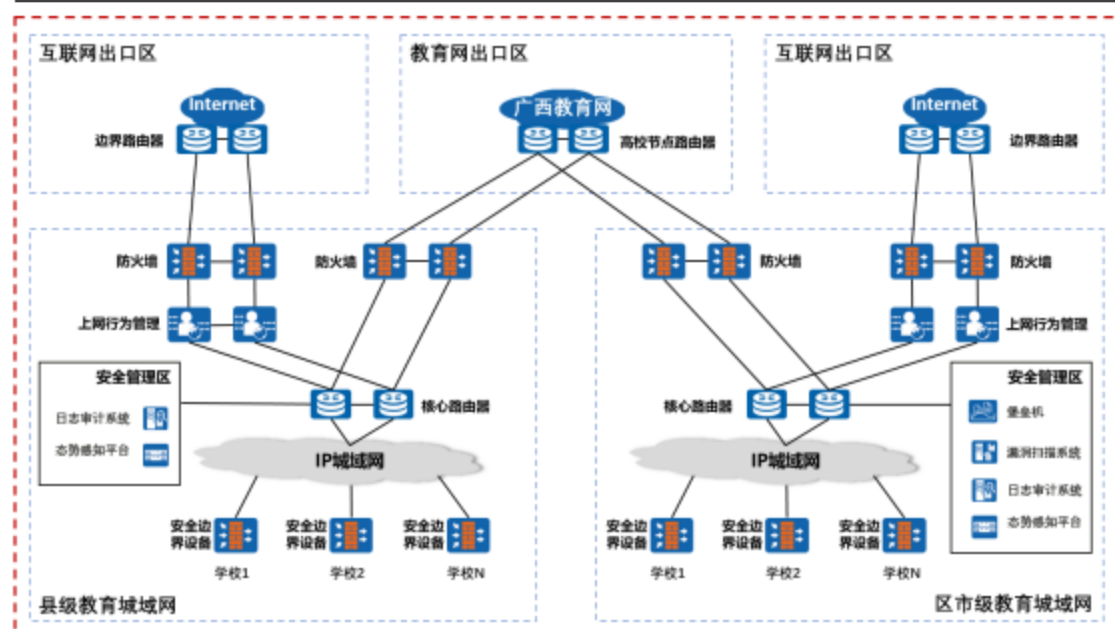 互联网出口区
教育网出口区
互联网出口区
Internet
广西教育网
Internet
边界路由器
高校节点路由器
边界路由器
防火墙
防火墙
防火墙
防火墙
上网行为管理
上网行为管理
安全管理区
日志审计系统
态势感知平台
核心路由器
核心路由器
安全管理区
堡垒机
漏洞扫描系统
日志审计系统
态势感知平台
IP城域网
IP城域网
安全边
界设备
安全边
界设备
安全边
界设备
安全边
界设备
安全边
界设备
安全边
界设备
学校1
学校2
学校N
学校1
学校2
学校N
县级教育城域网
区市级教育城域网